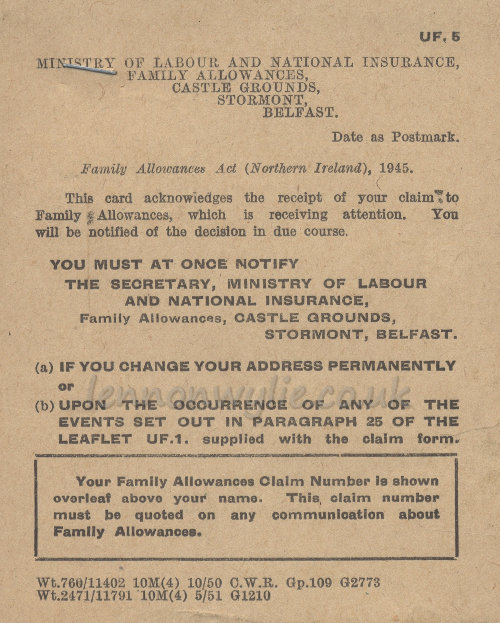 UF. 5
MINISTRY OF LABOUR AND NATIONAL INSURANCE,
FAMILY ALLOWANCES,
CASTLE GROUNDS,
STORMONT,
BELFAST.
Date as Postmark.
Family Allowances Act (Northern Ireland), 1945.
This card acknowledges the receipt of your claim to
Family Allowances, which is receiving attention. You
will be notified of the decision in due course.
YOU MUST AT ONCE NOTIFY
THE SECRETARY, MINISTRY OF LABOUR
AND NATIONAL INSURANCE,
Family Allowances, CASTLE GROUNDS,
STORMONT, BELFAST.
(a) IF YOU CHANGE YOUR ADDRESS PERMANENTLY
or
lennonwylie.co.uk
(b) UPON THE OCCURRENCE OF ANY OF THE
EVENTS SET OUT IN PARAGRAPH 25 OF THE
LEAFLET UF.1. supplied with the claim form.
Your Family Allowances Claim Number is shown
overleaf above your name. This claim number
must be quoted on any communication about
Family Allowances.
Wt.760/11402 10M(4) 10/50 C.W.R. Gp.109 G2773
Wt.2471/11791 10M(4) 5/51 G1210